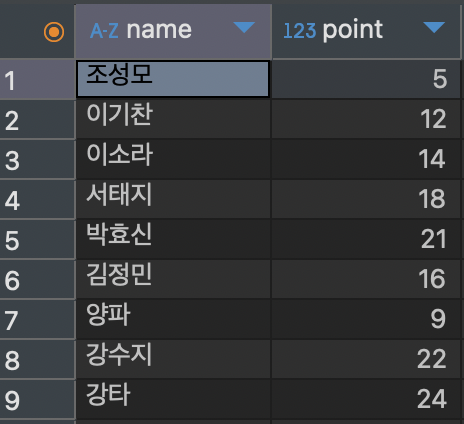 A-Z name 123 point
1 조성모 5
2 이기찬 12
3 이소라 14
4 서태지 18
5 박효신 21
6 김정민 16
7 양파 9
8 강수지 22
9 강타 24